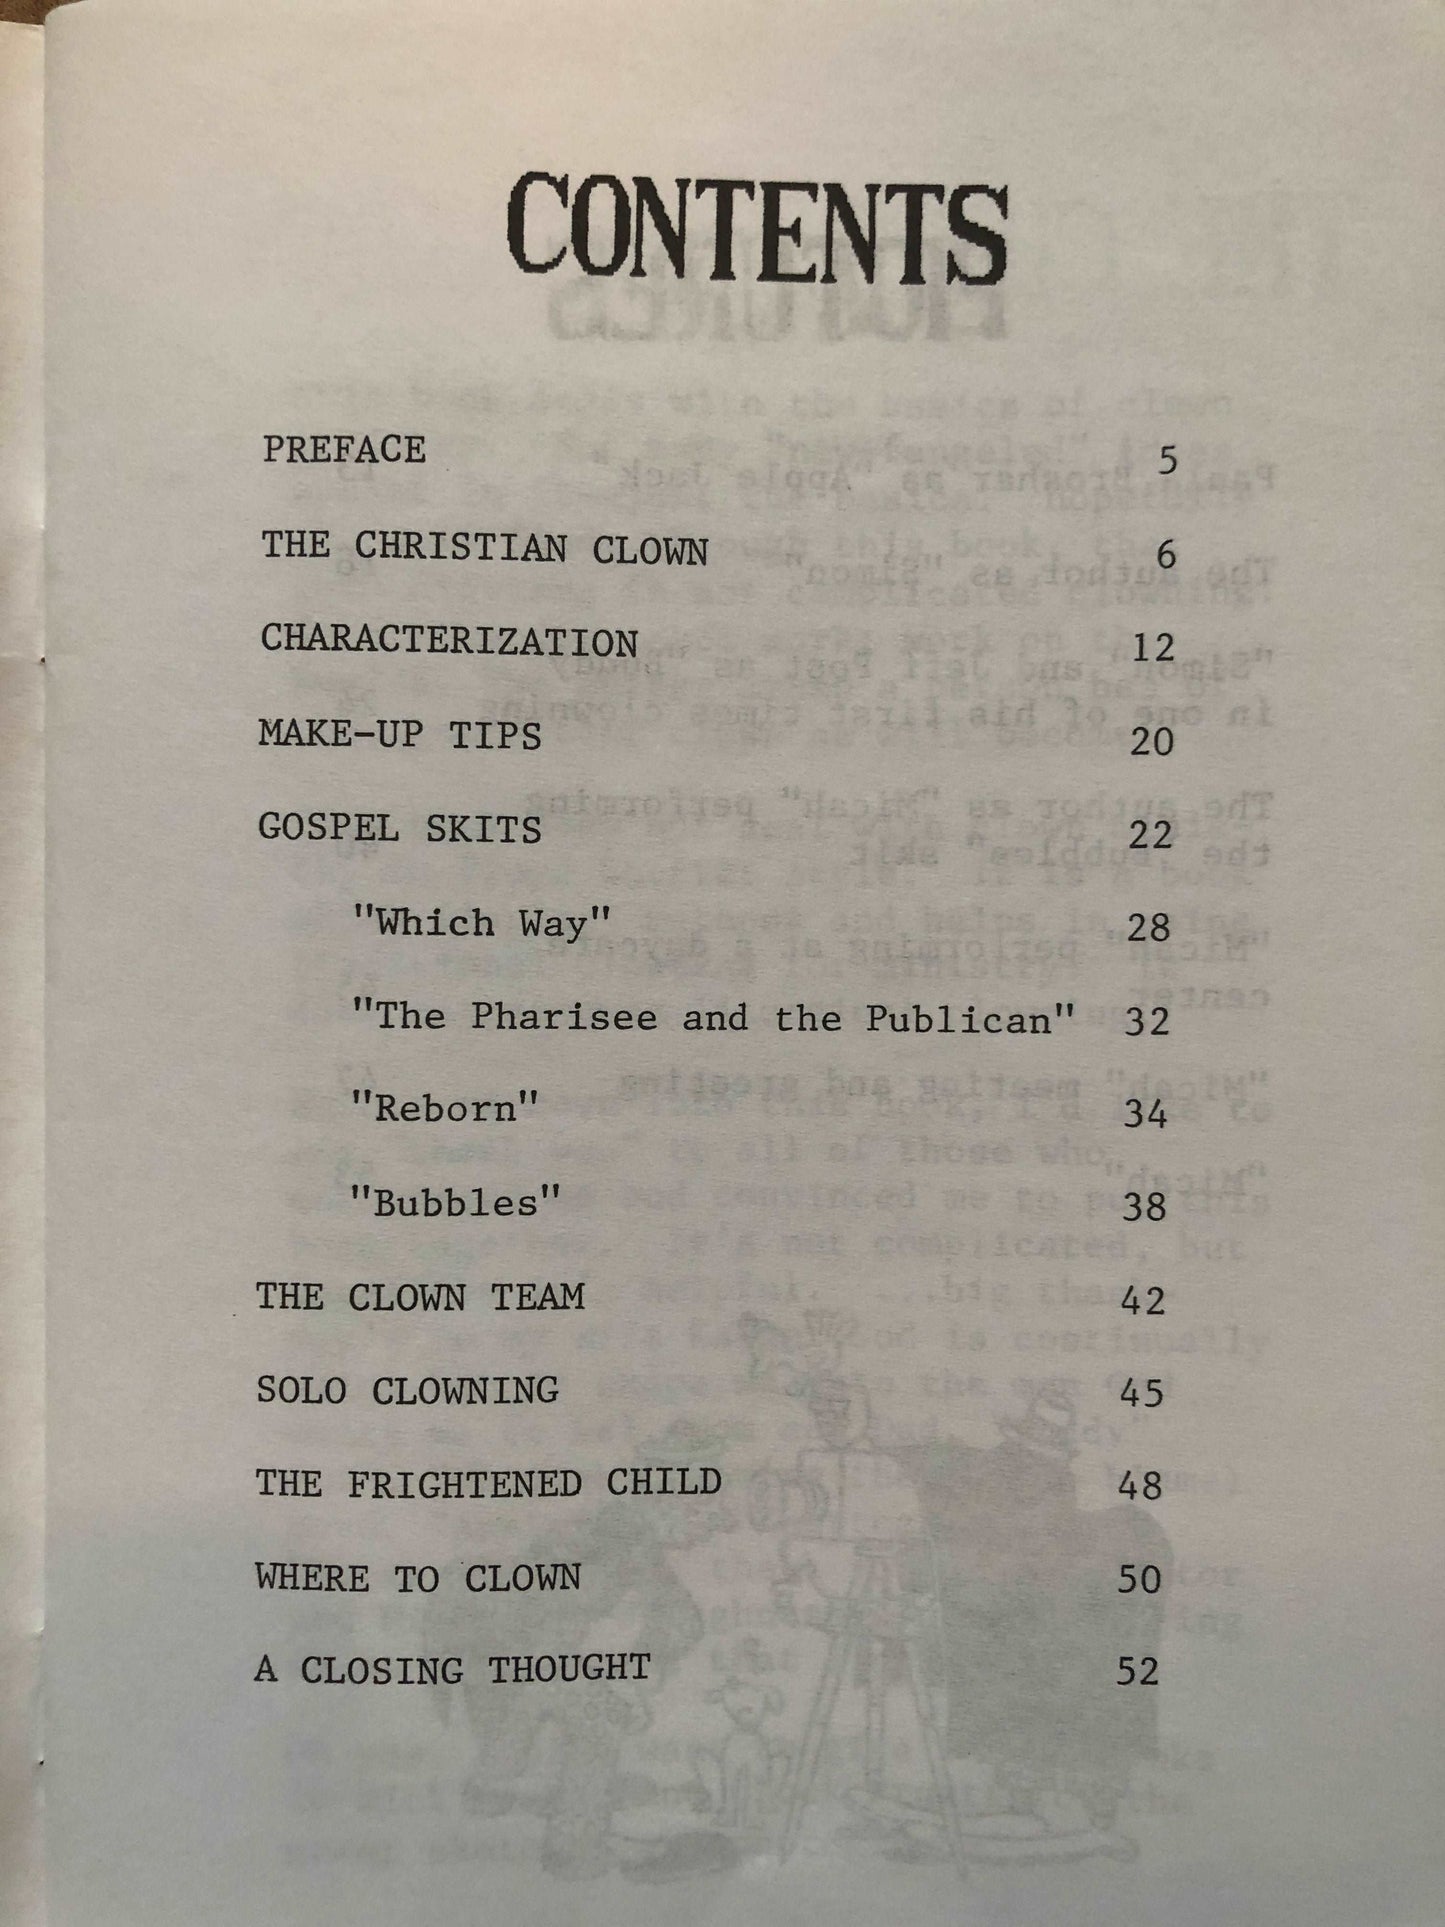 CONTENTS
PREFACE 5
THE CHRISTIAN CLOWN 6
CHARACTERIZATION 12
MAKE-UP TIPS 20
GOSPEL SKITS 22
"Which Way" 28
"The Pharisee and the Publican" 32
"Reborn" 34
"Bubbles" 38
THE CLOWN TEAM 42
SOLO CLOWNING 45
THE FRIGHTENED CHILD 48
WHERE TO CLOWN 50
A CLOSING THOUGHT 52